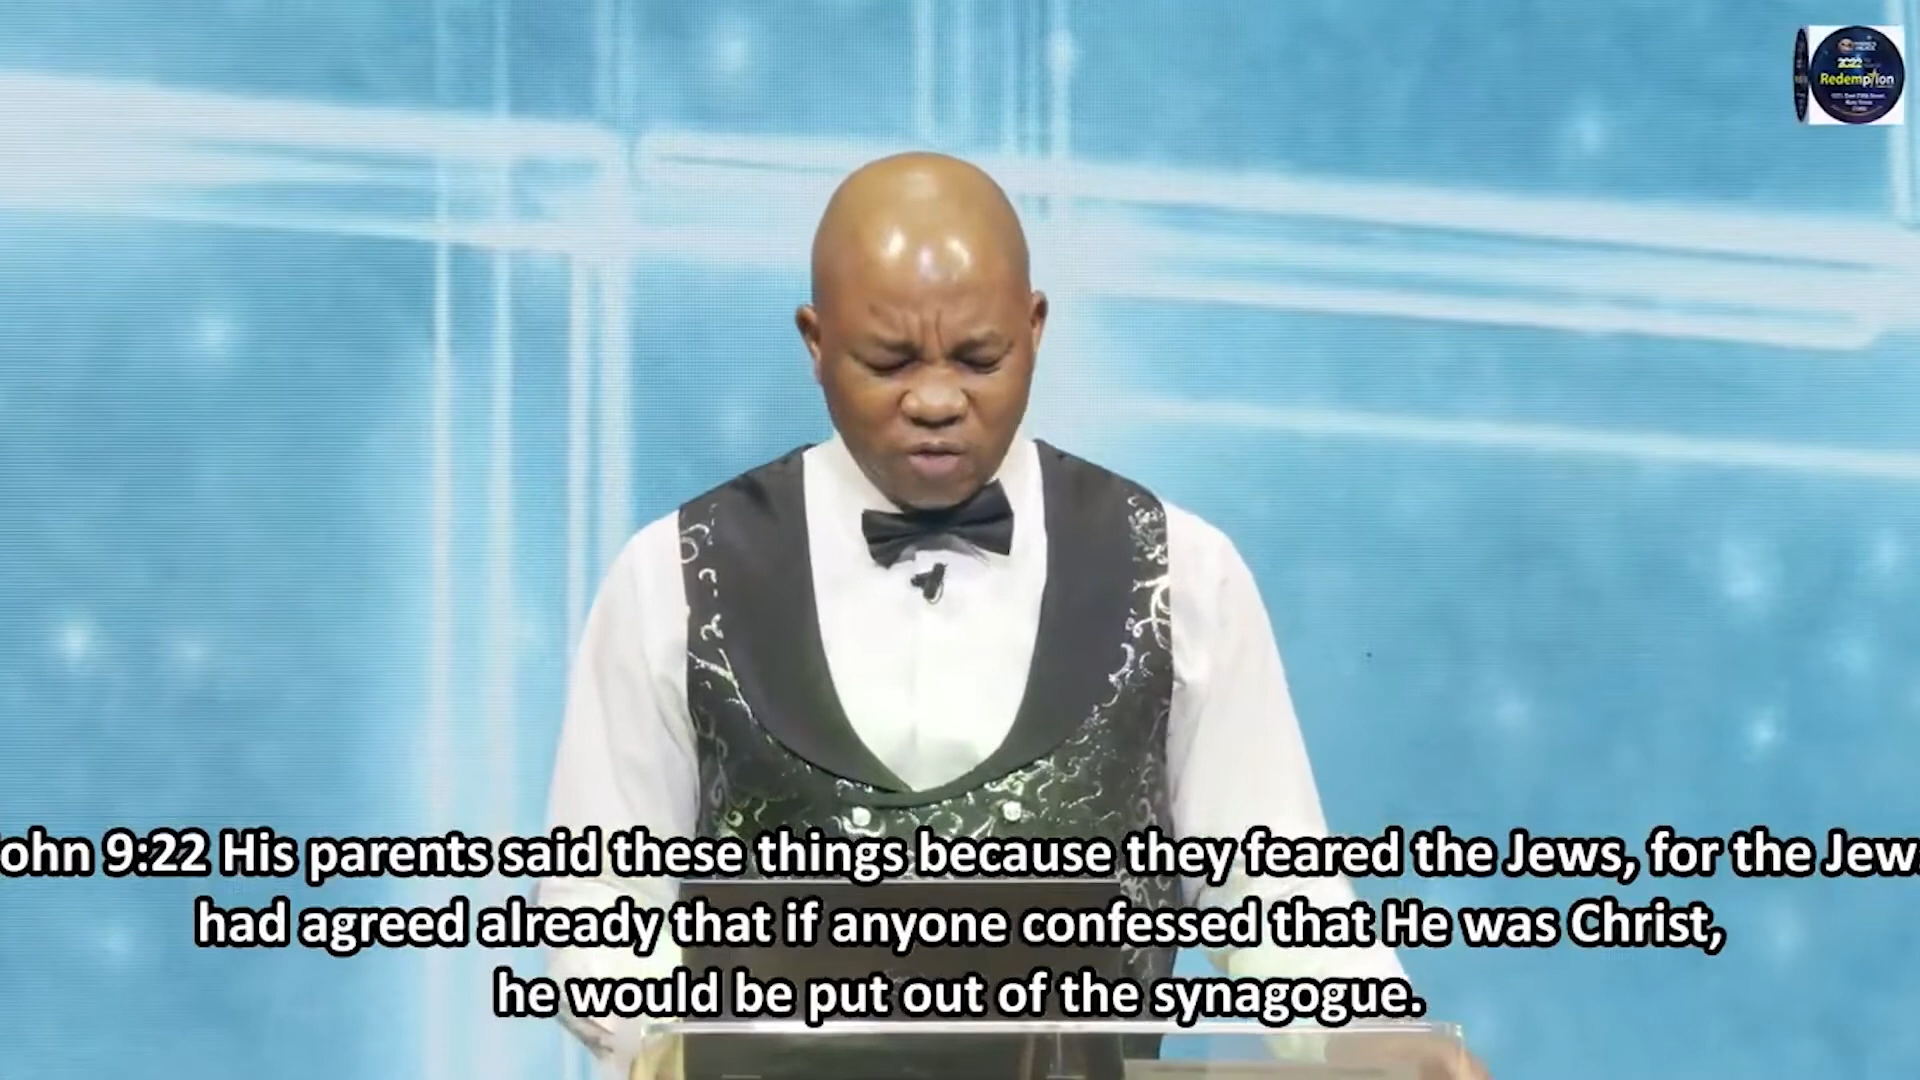 2022
Redemption
ohn 9:22 His parents said these things because they feared the Jews, for the Jew
had agreed already that if anyone confessed that He was Christ,
he would be put out of the synagogue.